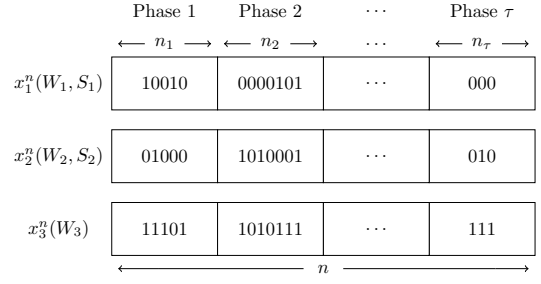 Phase 1 Phase 2 ⋯ Phase τ
n₁ n₂ ⋯ n_τ
x₁ⁿ(W₁, S₁) 10010 0000101 ⋯ 000
x₂ⁿ(W₂, S₂) 01000 1010001 ⋯ 010
x₃ⁿ(W₃) 11101 1010111 ⋯ 111
n